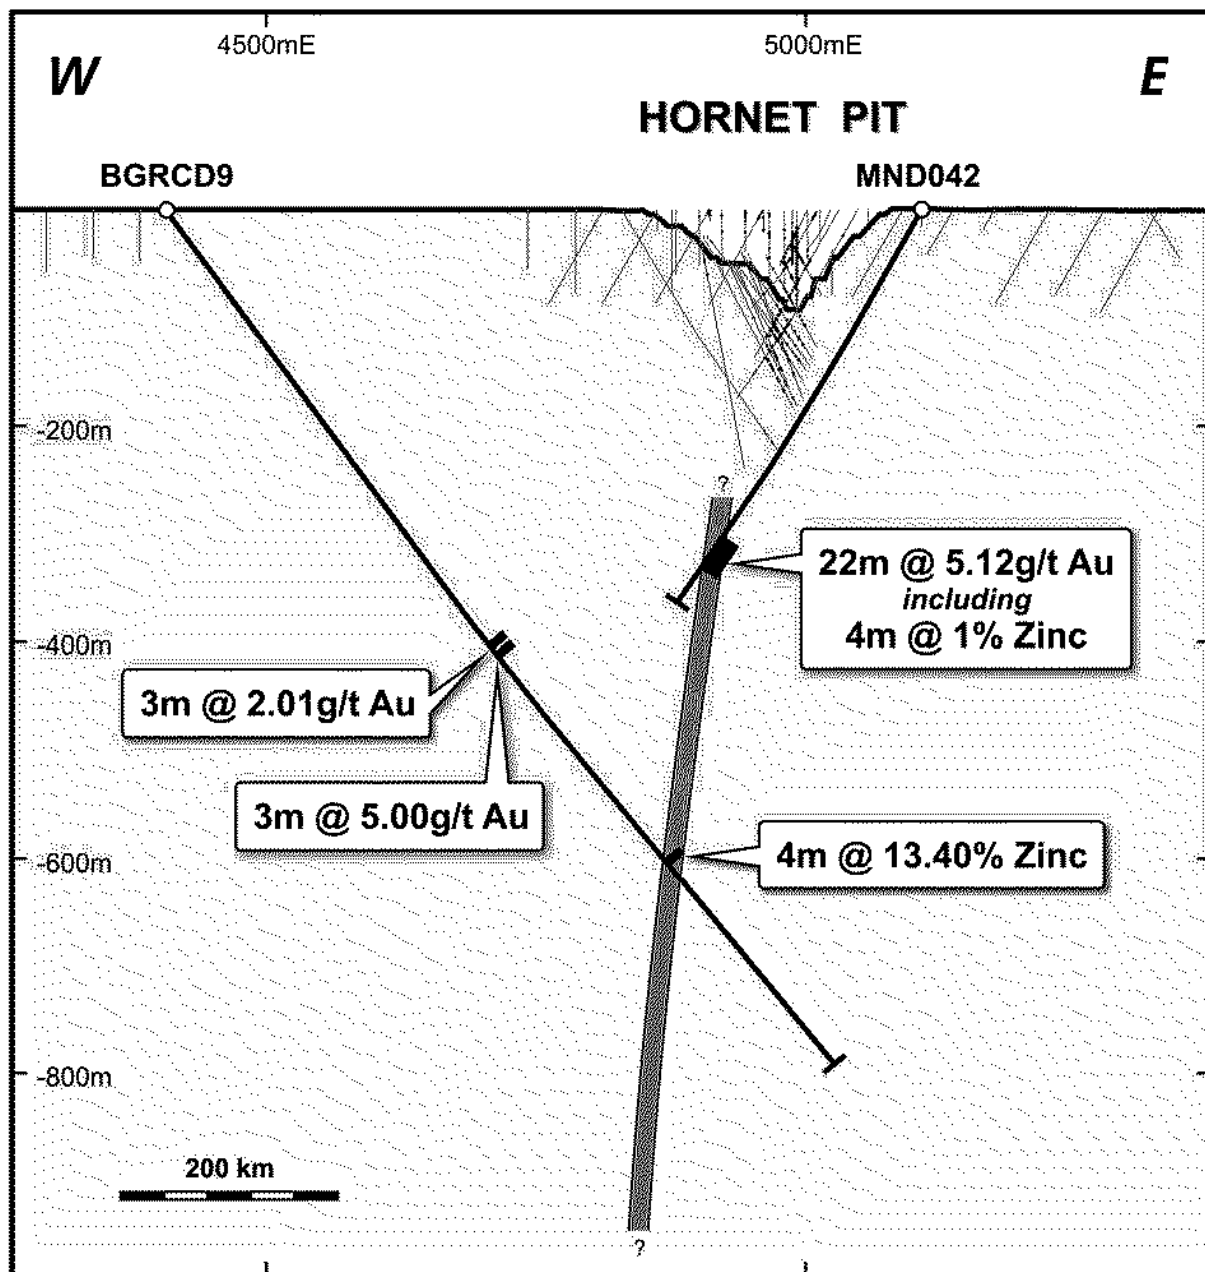 4500mE
5000mE
W
E
HORNET PIT
BGRCD9
MND042
-200m
?
22m @ 5.12g/t Au
including
4m @ 1% Zinc
-400m
3m @ 2.01g/t Au
3m @ 5.00g/t Au
4m @ 13.40% Zinc
-600m
-800m
200 km
?